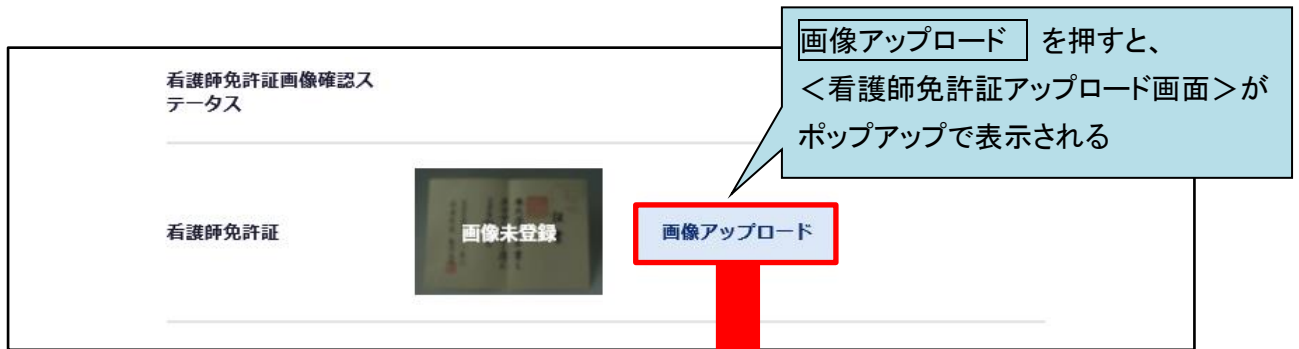 画像アップロード を押すと、
＜看護師免許証アップロード画面＞が
ポップアップで表示される
看護師免許証画像確認ス
テータス
看護師免許証
画像未登録
画像アップロード